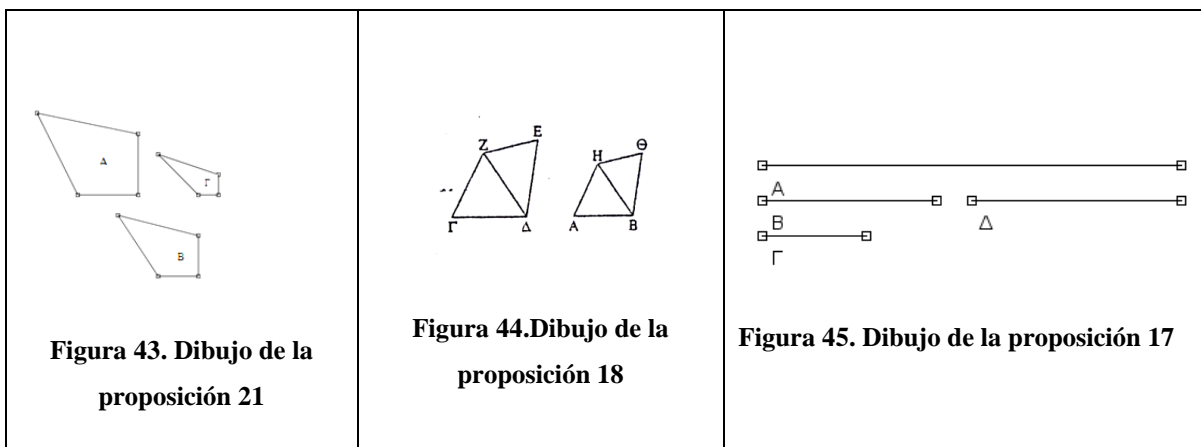 Δ
Γ
B
Figura 43. Dibujo de la
proposición 21
E
Z
Θ
H
Γ
Δ
A
B
Figura 44.Dibujo de la
proposición 18
A
B
Δ
Γ
Figura 45. Dibujo de la proposición 17